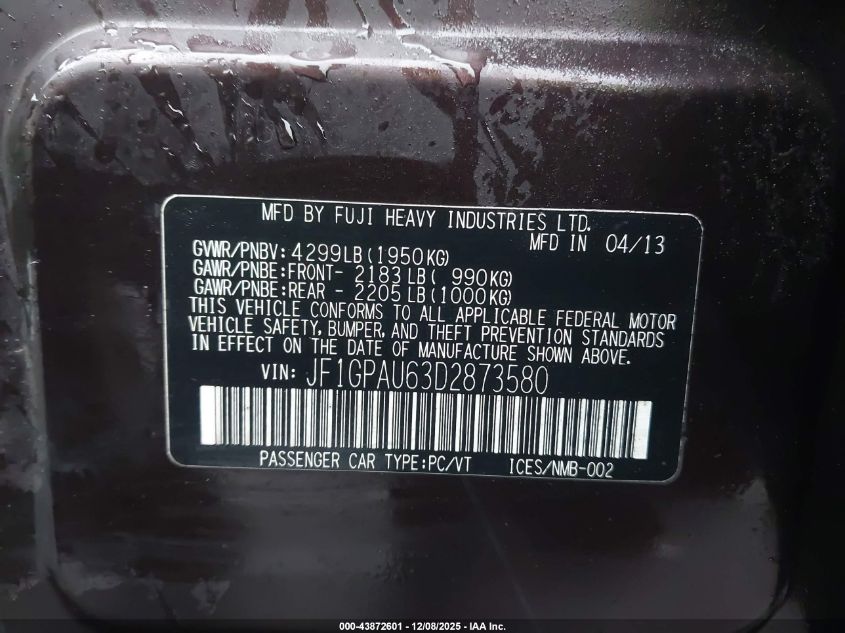 MFD BY FUJI HEAVY INDUSTRIES LTD.
MFD IN 04/13
GVWR/PNBV: 4299LB(1950KG)
GAWR/PNBE:FRONT- 2183LB( 990KG)
GAWR/PNBE:REAR - 2205LB(1000KG)
THIS VEHICLE CONFORMS TO ALL APPLICABLE FEDERAL MOTOR
VEHICLE SAFETY, BUMPER, AND THEFT PREVENTION STANDARDS
IN EFFECT ON THE DATE OF MANUFACTURE SHOWN ABOVE.
VIN: JF1GPAU63D2873580
PASSENGER CAR TYPE:PC/VT ICES/NMB-002
000-43872601 - 12/08/2025 - IAA Inc.